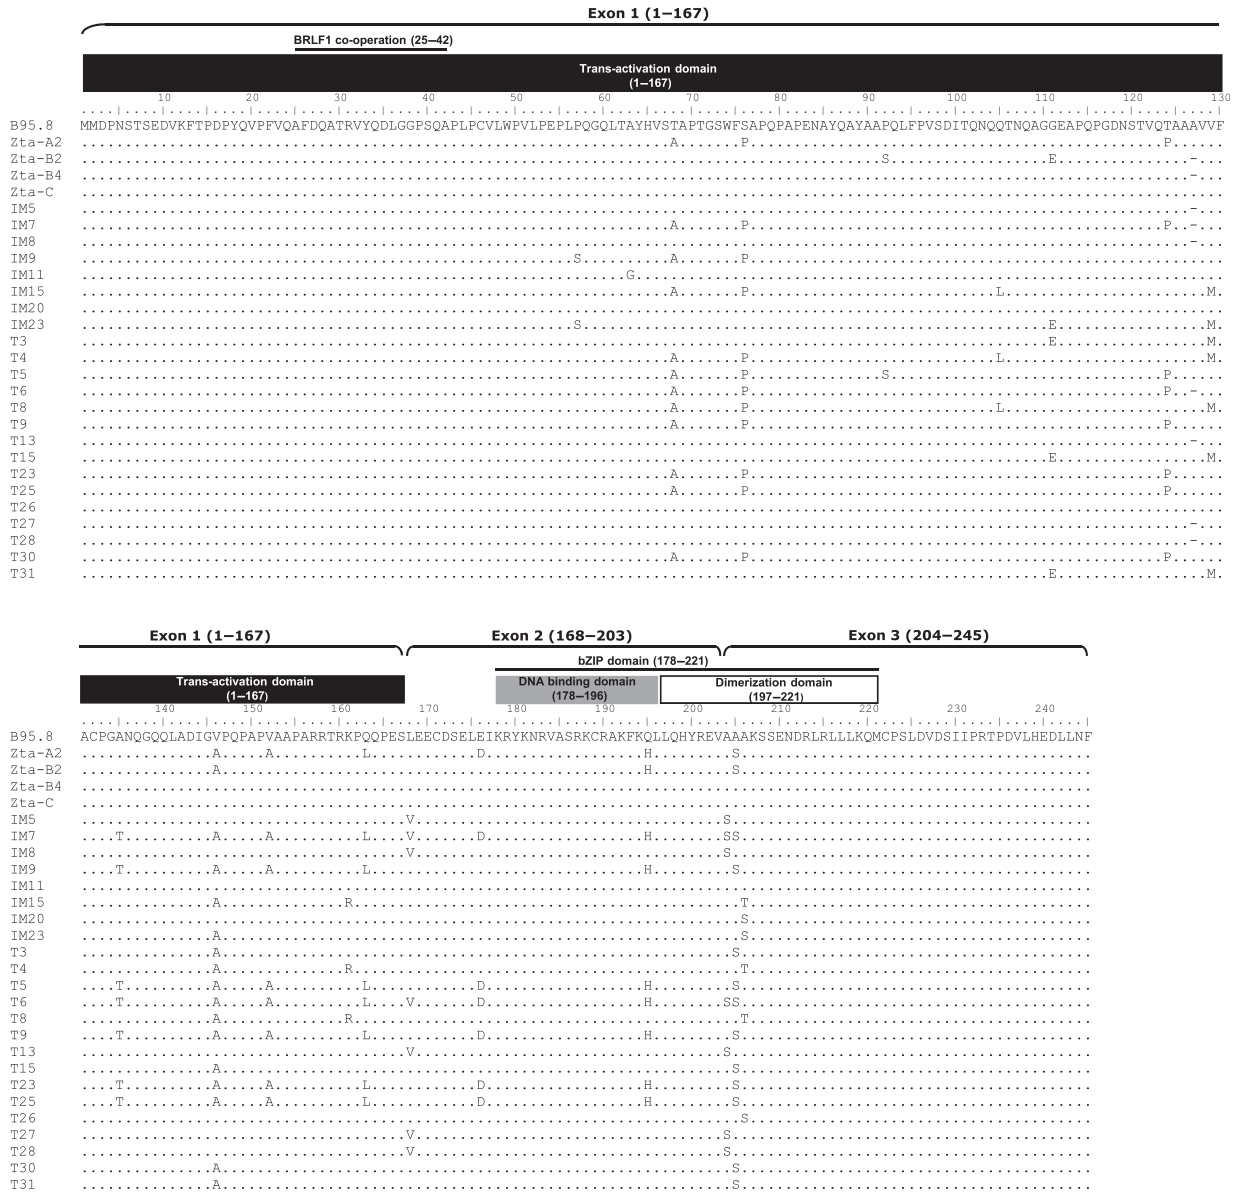 Exon 1 (1–167)
BRLF1 co-operation (25–42)
Trans-activation domain
(1–167)
10 20 30 40 50 60 70 80 90 100 110 120 130
B95.8 MMDPNSTSEDVKFTPDPYQVPFVQAFDQATRVYQDLGGPSQAPLPCVLWPVLPEPLPQGQLTAYHVSTAPTGSWFSAPQPAPENAYQAYAAPQLFPVSDITQNQQTNQAGGEAPQPGDNSTVQTAAAVVF
Zta-A2 ...................................................................A.......P...............................................P......
Zta-B2 ...........................................................................................S..................E...............-...
Zta-B4 ..............................................................................................................................-...
Zta-C ..................................................................................................................................
IM5 ..............................................................................................................................-...
IM7 ...................................................................A.......P...............................................P..-...
IM8 ..............................................................................................................................-...
IM9 ........................................................S..........A.......P......................................................
IM11 ..............................................................G...................................................................
IM15 ...................................................................A.......P............................L.......................M.
IM20 ..................................................................................................................................
IM23 ........................................................S.....................................................E.................M.
T3 ..............................................................................................................E.................M.
T4 ...................................................................A.......P............................L.......................M.
T5 ...................................................................A.......P...............S...............................P......
T6 ...................................................................A.......P...............................................P..-...
T8 ...................................................................A.......P............................L.......................M.
T9 ...................................................................A.......P...............................................P......
T13 ..............................................................................................................................-...
T15 ..............................................................................................................E.................M.
T23 ...................................................................A.......P...............................................P......
T25 ...................................................................A.......P...............................................P......
T26 ..................................................................................................................................
T27 ..............................................................................................................................-...
T28 ..............................................................................................................................-...
T30 ...................................................................A.......P...............................................P......
T31 ..............................................................................................................E.................M.
Exon 1 (1–167) Exon 2 (168–203) Exon 3 (204–245)
bZIP domain (178–221)
Trans-activation domain DNA binding domain Dimerization domain
(1–167) (178–196) (197–221)
140 150 160 170 180 190 200 210 220 230 240
B95.8 ACPGANQGQQLADIGVPQPAPVAAPARRTRKPQQPESLEECDSELEIKRYKNRVASRKCRAKFKQLLQHYREVAAAKSSENDRLRLLLKQMCPSLDVDSIIPRTPDVLHEDLLNF
Zta-A2 ...............A.....A..........L............D..................H.........S........................................
Zta-B2 ...............A................................................H.........S........................................
Zta-B4 ...................................................................................................................
Zta-C ...................................................................................................................
IM5 .....................................V...................................S.........................................
IM7 ....T..........A.....A..........L....V.......D..................H........SS........................................
IM8 .....................................V...................................S.........................................
IM9 ....T..........A.....A..........L...............................H.........S........................................
IM11 ...................................................................................................................
IM15 ...............A..............R............................................T.......................................
IM20 ...........................................................................S.......................................
IM23 ...............A...........................................................S.......................................
T3 ...............A..........................................................S........................................
T4 ...............A..............R............................................T.......................................
T5 ....T..........A.....A..........L............D..................H.........S........................................
T6 ....T..........A.....A..........L....V.......D..................H........SS........................................
T8 ...............A..............R............................................T.......................................
T9 ....T..........A.....A..........L............D..................H.........S........................................
T13 .....................................V...................................S.........................................
T15 ...............A..........................................................S........................................
T23 ....T..........A.....A..........L............D..................H.........S........................................
T25 ....T..........A.....A..........L............D..................H.........S........................................
T26 ...........................................................................S.......................................
T27 .....................................V...................................S.........................................
T28 .....................................V...................................S.........................................
T30 ...............A..........................................................S........................................
T31 ...............A..........................................................S........................................